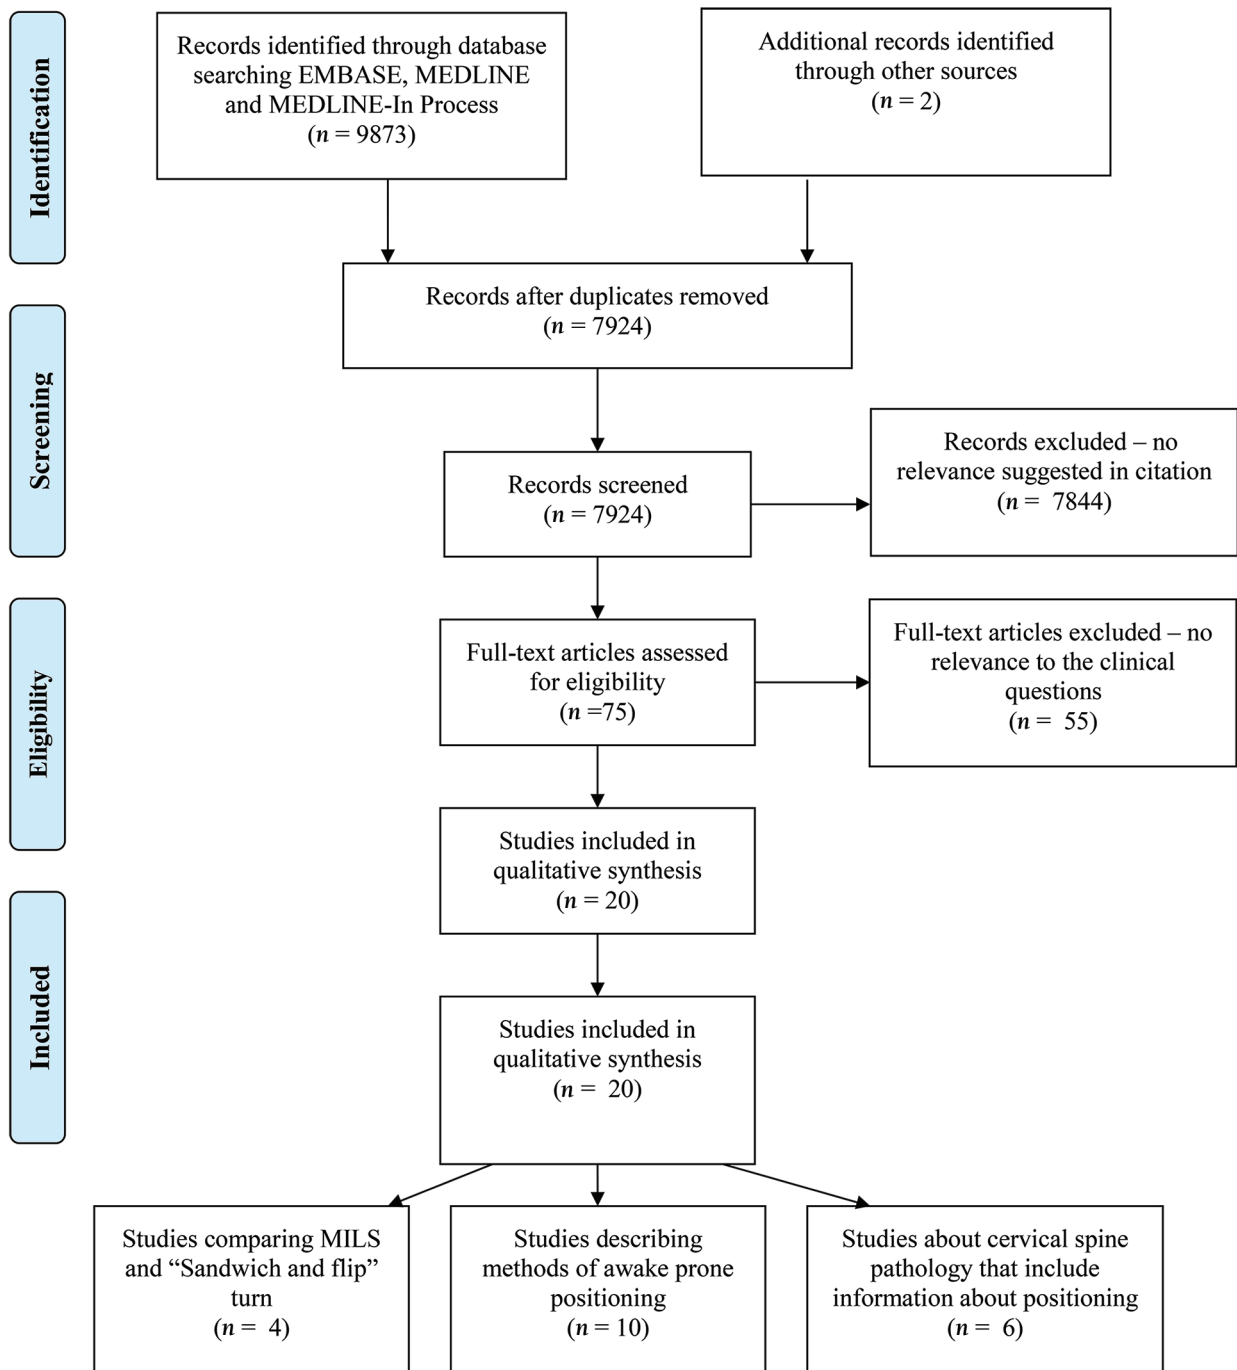 Identification
Records identified through database
searching EMBASE, MEDLINE
and MEDLINE-In Process
(n = 9873)
Additional records identified
through other sources
(n = 2)
Records after duplicates removed
(n = 7924)
Screening
Records screened
(n = 7924)
Records excluded – no
relevance suggested in citation
(n =  7844)
Eligibility
Full-text articles assessed
for eligibility
(n =75)
Full-text articles excluded – no
relevance to the clinical
questions
(n =  55)
Studies included in
qualitative synthesis
(n = 20)
Included
Studies included in
qualitative synthesis
(n =  20)
Studies comparing MILS
and “Sandwich and flip”
turn
(n =  4)
Studies describing
methods of awake prone
positioning
(n = 10)
Studies about cervical spine
pathology that include
information about positioning
(n =  6)